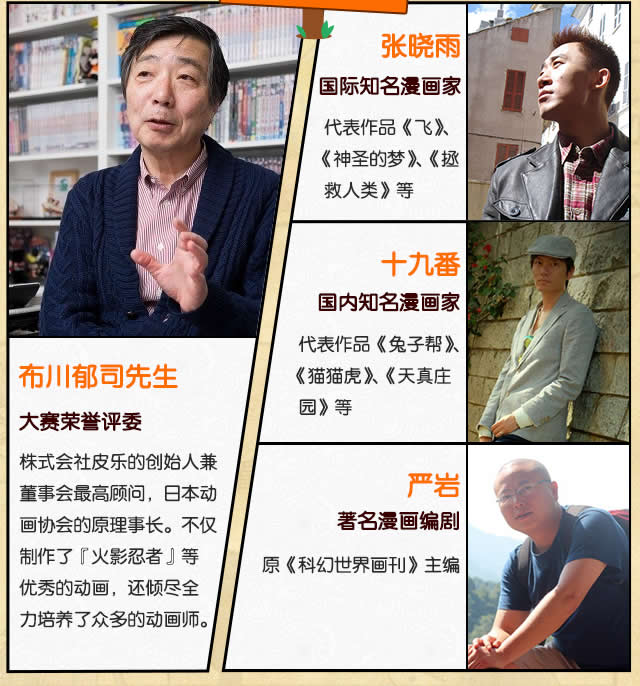 布川郁司先生
大赛荣誉评委
株式会社皮乐的创始人兼
董事会最高顾问，日本动
画协会的原理事长。不仅
制作了『火影忍者』等
优秀的动画，还倾尽全
力培养了众多的动画师。
张晓雨
国际知名漫画家
代表作品《飞》、
《神圣的梦》、《拯
救人类》等
十九番
国内知名漫画家
代表作品《兔子帮》、
《猫猫虎》、《天真庄
园》等
严岩
著名漫画编剧
原《科幻世界画刊》主编